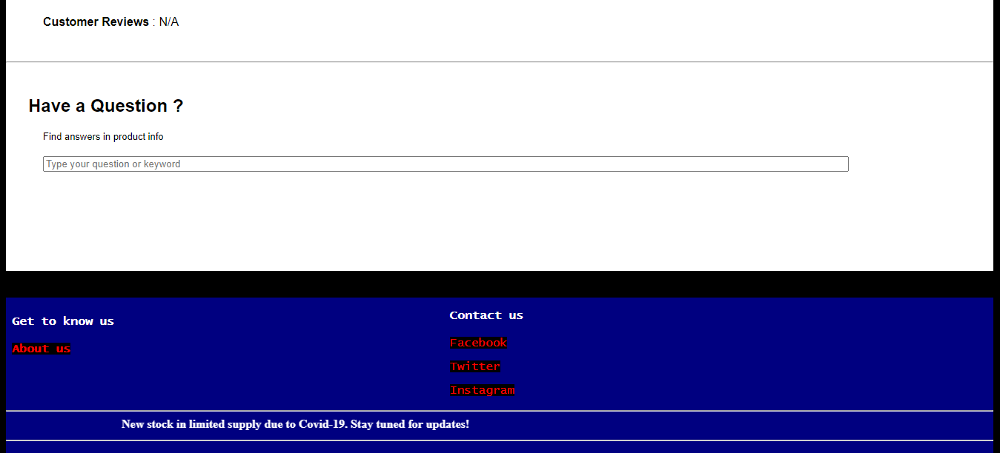 Customer Reviews : N/A
Have a Question ?
Find answers in product info
Type your question or keyword
Get to know us
About us
Contact us
Facebook
Twitter
Instagram
New stock in limited supply due to Covid-19. Stay tuned for updates!